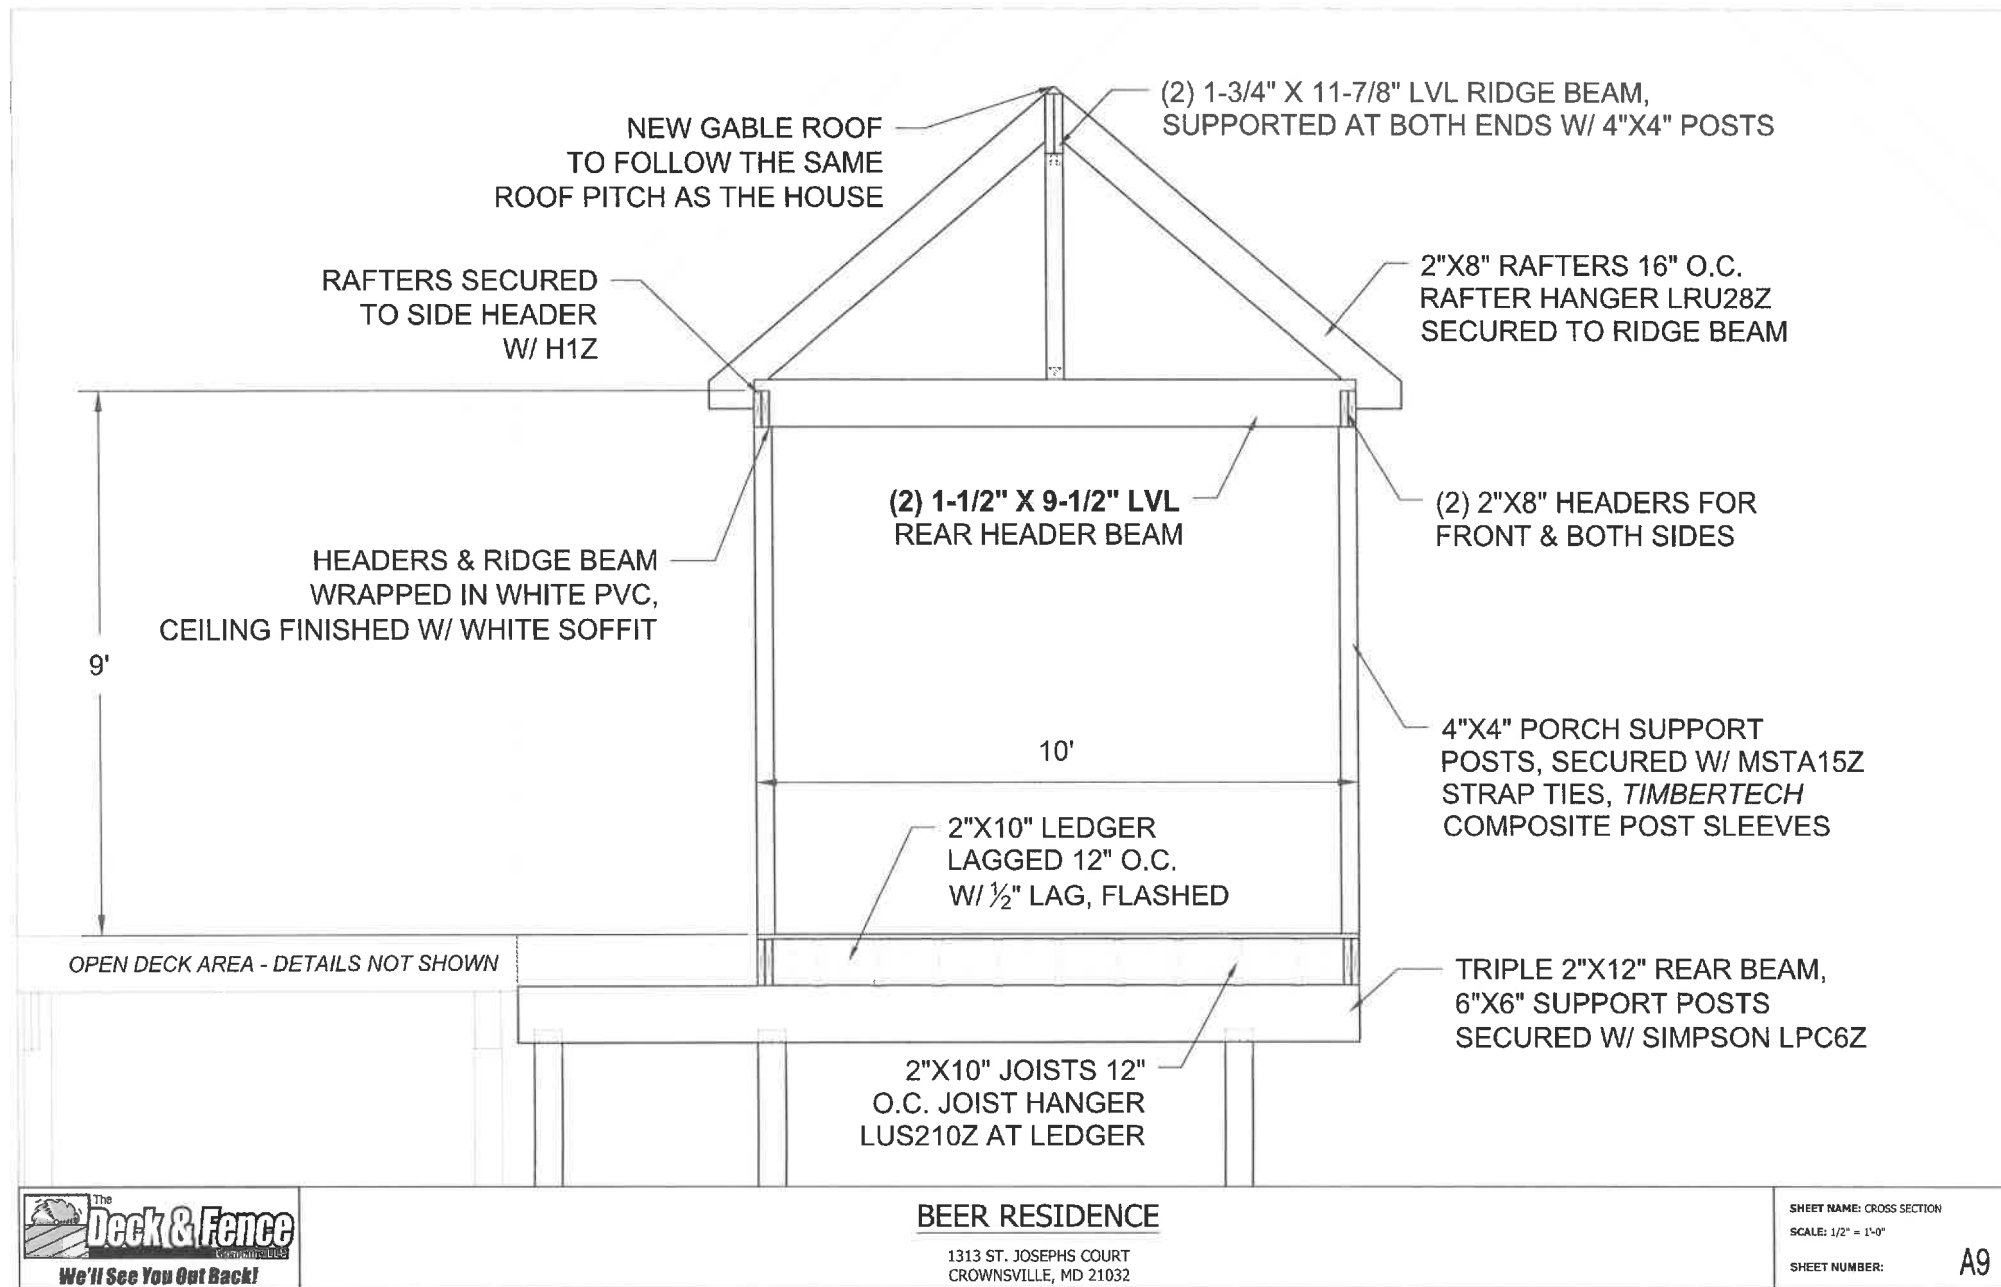 NEW GABLE ROOF
TO FOLLOW THE SAME
ROOF PITCH AS THE HOUSE
(2) 1-3/4" X 11-7/8" LVL RIDGE BEAM,
SUPPORTED AT BOTH ENDS W/ 4"X4" POSTS
RAFTERS SECURED
TO SIDE HEADER
W/ H1Z
2"X8" RAFTERS 16" O.C.
RAFTER HANGER LRU28Z
SECURED TO RIDGE BEAM
(2) 1-1/2" X 9-1/2" LVL
REAR HEADER BEAM
(2) 2"X8" HEADERS FOR
FRONT & BOTH SIDES
HEADERS & RIDGE BEAM
WRAPPED IN WHITE PVC,
CEILING FINISHED W/ WHITE SOFFIT
9'
10'
4"X4" PORCH SUPPORT
POSTS, SECURED W/ MSTA15Z
STRAP TIES, TIMBERTECH
COMPOSITE POST SLEEVES
2"X10" LEDGER
LAGGED 12" O.C.
W/ ½" LAG, FLASHED
OPEN DECK AREA - DETAILS NOT SHOWN
TRIPLE 2"X12" REAR BEAM,
6"X6" SUPPORT POSTS
SECURED W/ SIMPSON LPC6Z
2"X10" JOISTS 12"
O.C. JOIST HANGER
LUS210Z AT LEDGER
The
Deck & Fence
Company LLC
We'll See You Out Back!
BEER RESIDENCE
1313 ST. JOSEPHS COURT
CROWNSVILLE, MD 21032
SHEET NAME: CROSS SECTION
SCALE: 1/2" = 1'-0"
SHEET NUMBER: A9